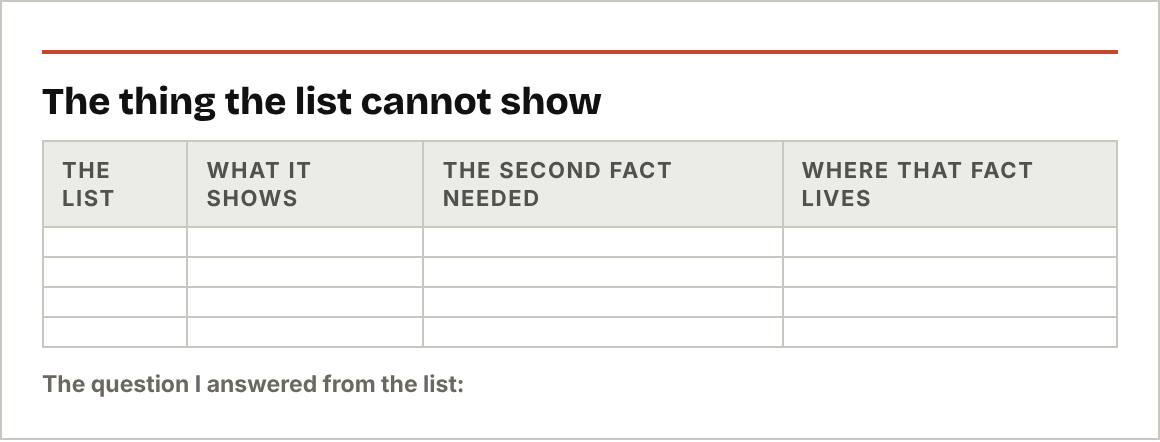 The thing the list cannot show
THE LIST
WHAT IT SHOWS
THE SECOND FACT NEEDED
WHERE THAT FACT LIVES
The question I answered from the list: